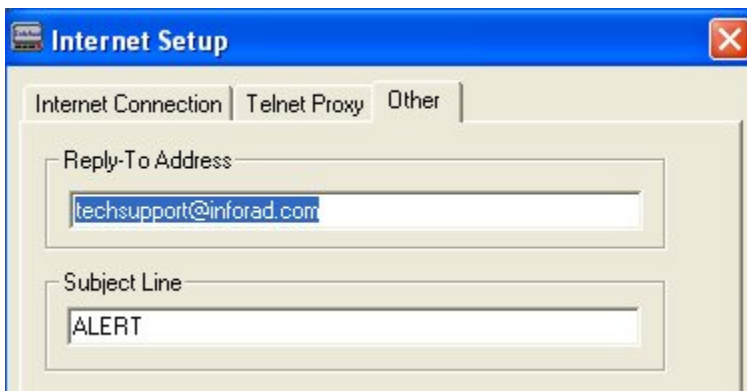 Internet Setup
Internet Connection Telnet Proxy Other
Reply-To Address
techsupport@inforad.com
Subject Line
ALERT